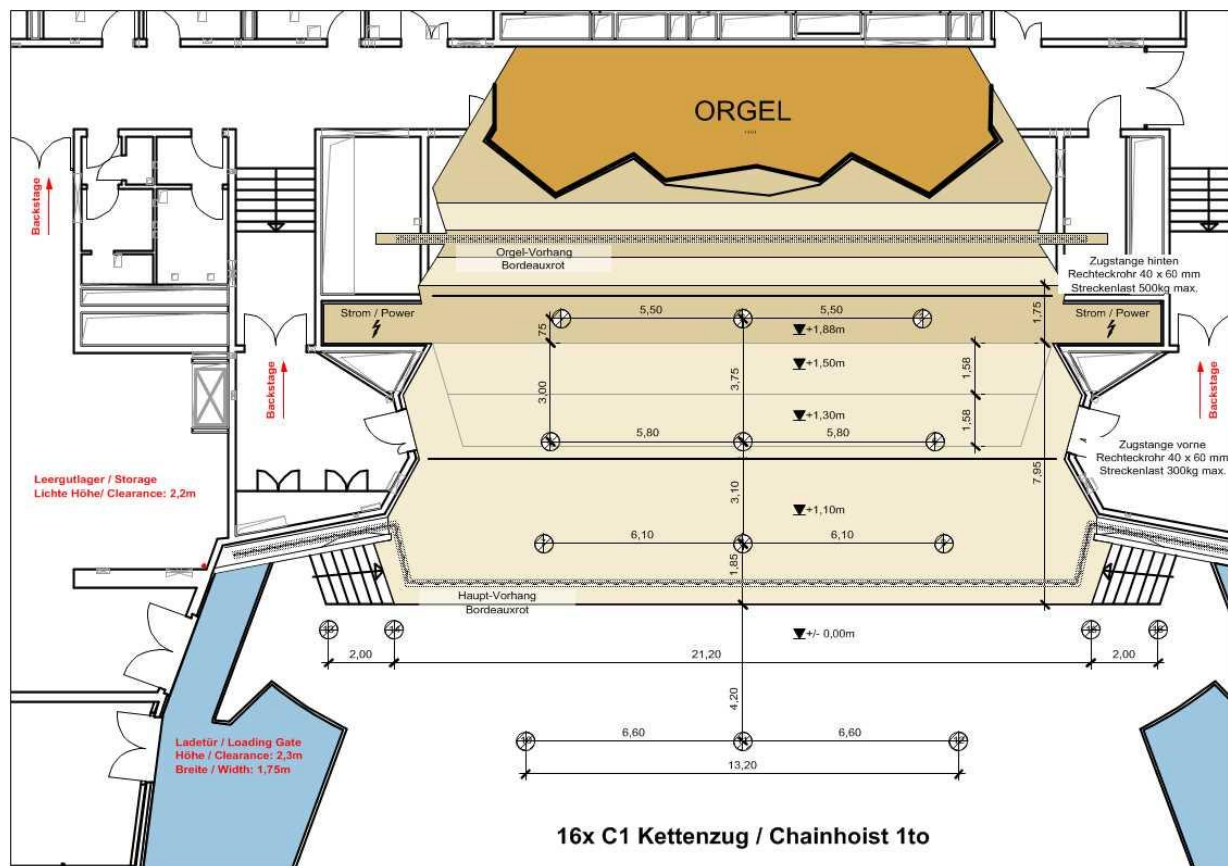 ORGEL
Backstage
Backstage
Orgel-Vorhang
Bordeauxrot
Zugstange hinten
Rechteckrohr 40 x 60 mm
Streckenlast 500kg max.
Strom / Power
5,50
5,50
Strom / Power
,75
+1,88m
1,75
+1,50m
1,58
3,00
3,75
Backstage
Backstage
+1,30m
1,58
5,80
5,80
Zugstange vorne
Rechteckrohr 40 x 60 mm
Streckenlast 300kg max.
Leergutlager / Storage
Lichte Höhe/ Clearance: 2,2m
3,10
7,95
+1,10m
6,10
6,10
1,85
Haupt-Vorhang
Bordeauxrot
+/- 0,00m
2,00
21,20
2,00
4,20
Ladetür / Loading Gate
Höhe / Clearance: 2,3m
Breite / Width: 1,75m
6,60
6,60
13,20
16x C1 Kettenzug / Chainhoist 1to